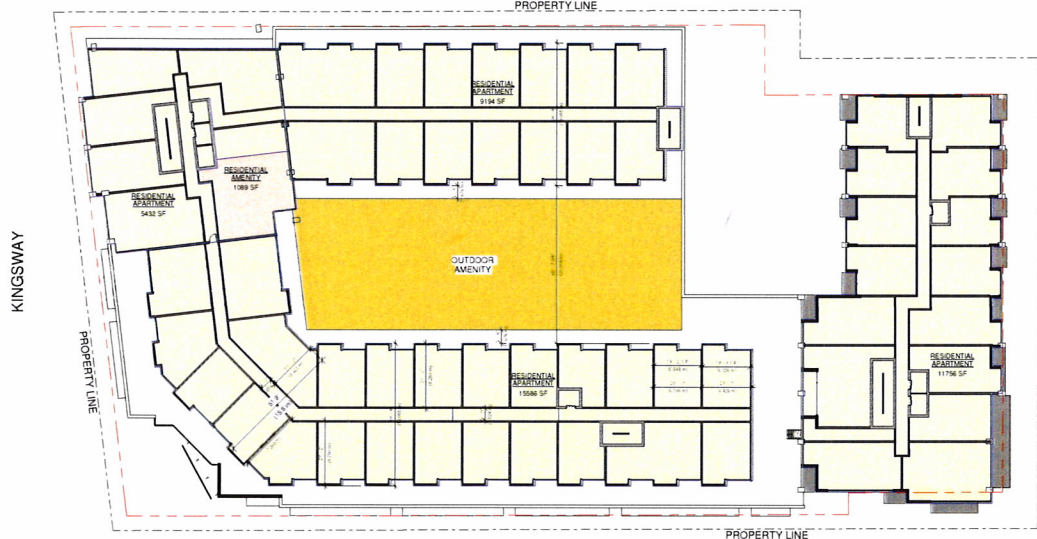 PROPERTY LINE
RESIDENTIAL
APARTMENT
9194 SF
RESIDENTIAL
AMENITY
1089 SF
RESIDENTIAL
APARTMENT
5432 SF
KINGSWAY
OUTDOOR
AMENITY
PROPERTY LINE
RESIDENTIAL
APARTMENT
15586 SF
RESIDENTIAL
APARTMENT
11756 SF
PROPERTY LINE